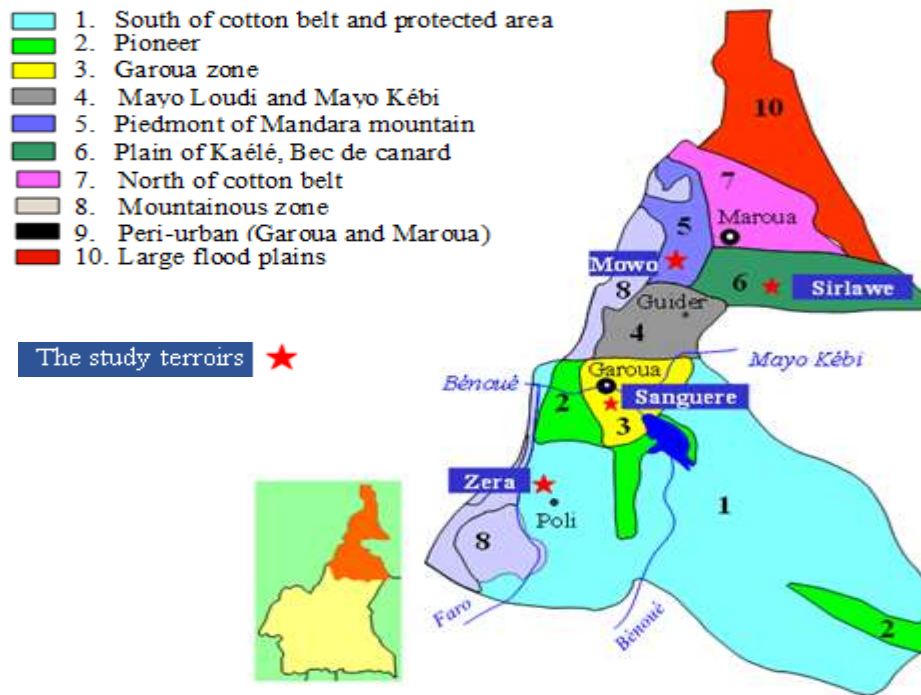 1. South of cotton belt and protected area
2. Pioneer
3. Garoua zone
4. Mayo Loudi and Mayo Kébi
5. Piedmont of Mandara mountain
6. Plain of Kaélé, Bec de canard
7. North of cotton belt
8. Mountainous zone
9. Peri-urban (Garoua and Maroua)
10. Large flood plains
The study terroirs
10
7
Maroua
5
Mowo
6
Sirlawe
8
Guider
4
Mayo Kébi
Bénoué
Garoua
2
Sanguere
3
Zera
Poli
1
8
Faro
Bénoué
2